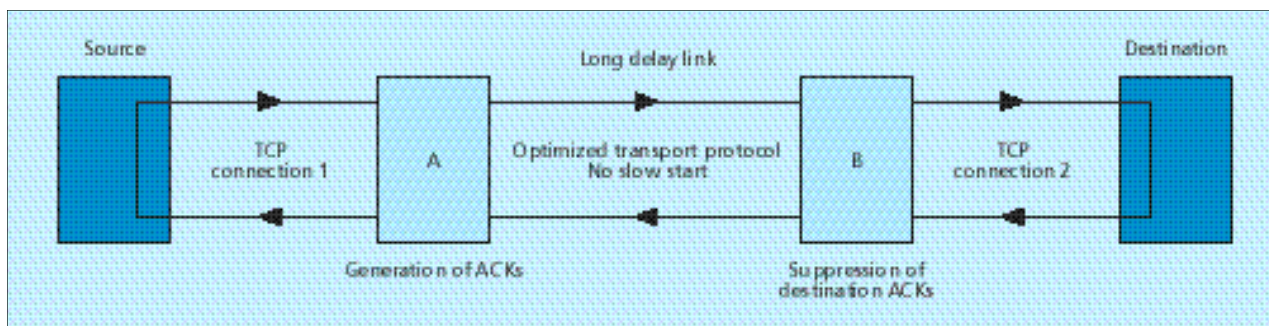 Source
Long delay link
Destination
TCP
connection 1
A
Optimized transport protocol
No slow start
B
TCP
connection 2
Generation of ACKs
Suppression of
destination ACKs